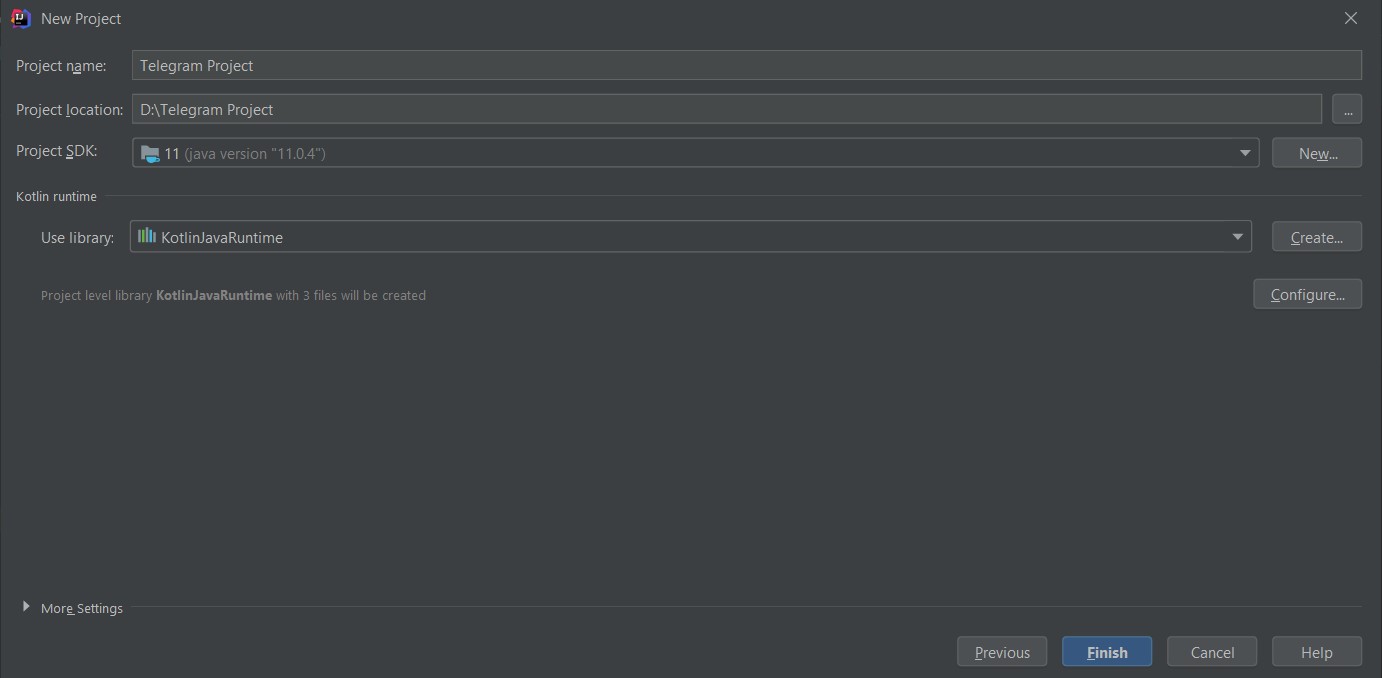 New Project
Project name: Telegram Project
Project location: D:\Telegram Project ...
Project SDK: 11 (java version "11.0.4") New...
Kotlin runtime
Use library: KotlinJavaRuntime Create...
Project level library KotlinJavaRuntime with 3 files will be created Configure...
More Settings
Previous Finish Cancel Help